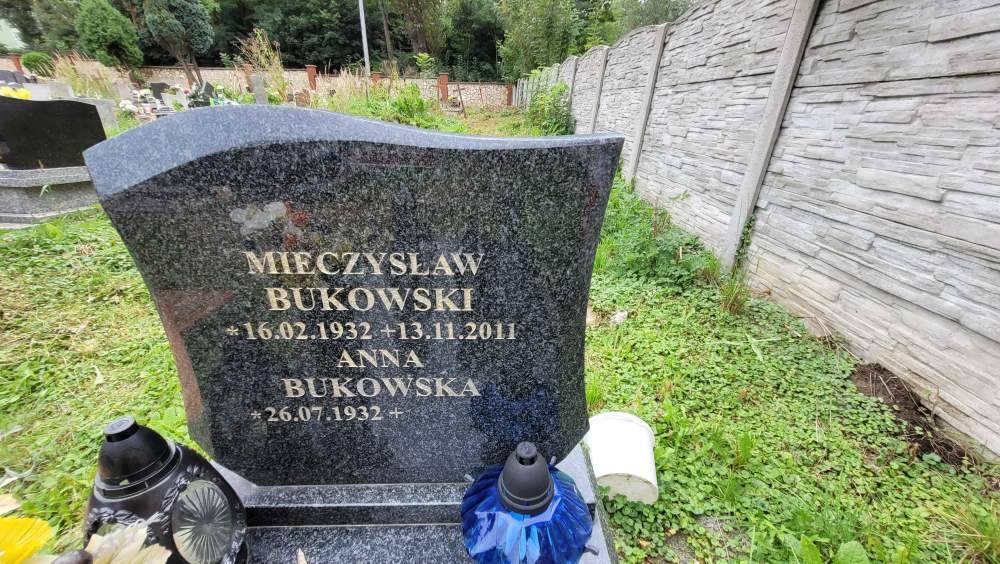 MIECZYSŁAW
BUKOWSKI
*16.02.1932 +13.11.2011
ANNA
BUKOWSKA
*26.07.1932 +